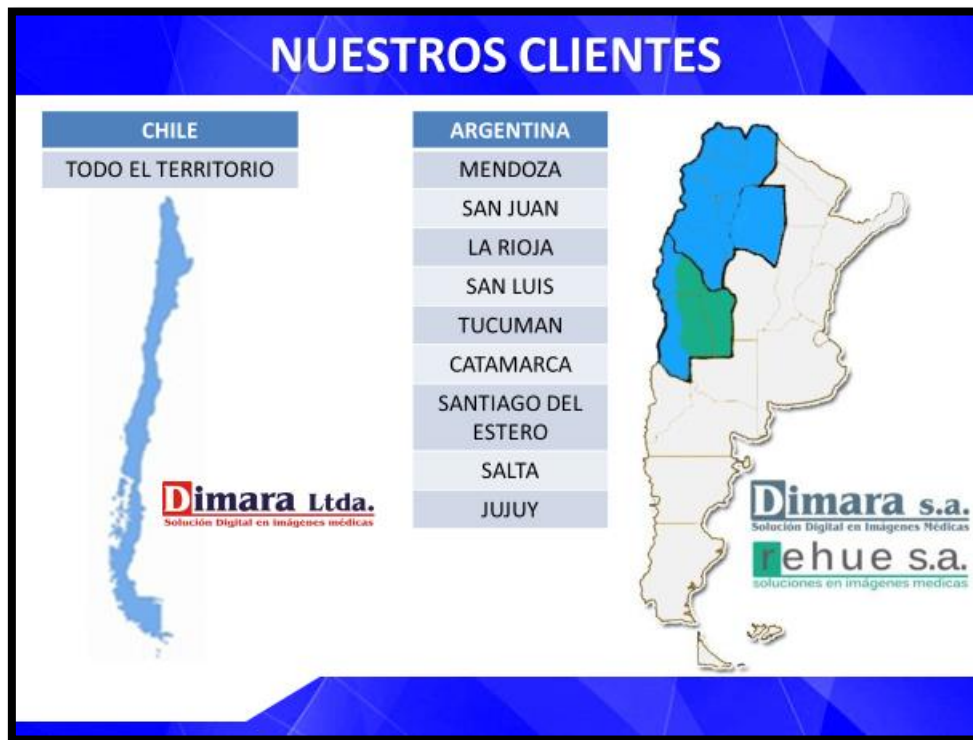 NUESTROS CLIENTES
CHILE
TODO EL TERRITORIO
ARGENTINA
MENDOZA
SAN JUAN
LA RIOJA
SAN LUIS
TUCUMAN
CATAMARCA
SANTIAGO DEL
ESTERO
SALTA
JUJUY
Dimara Ltda.
Solución Digital en imágenes médicas
Dimara s.a.
Solución Digital en Imágenes Médicas
rehue s.a.
soluciones en imágenes medicas